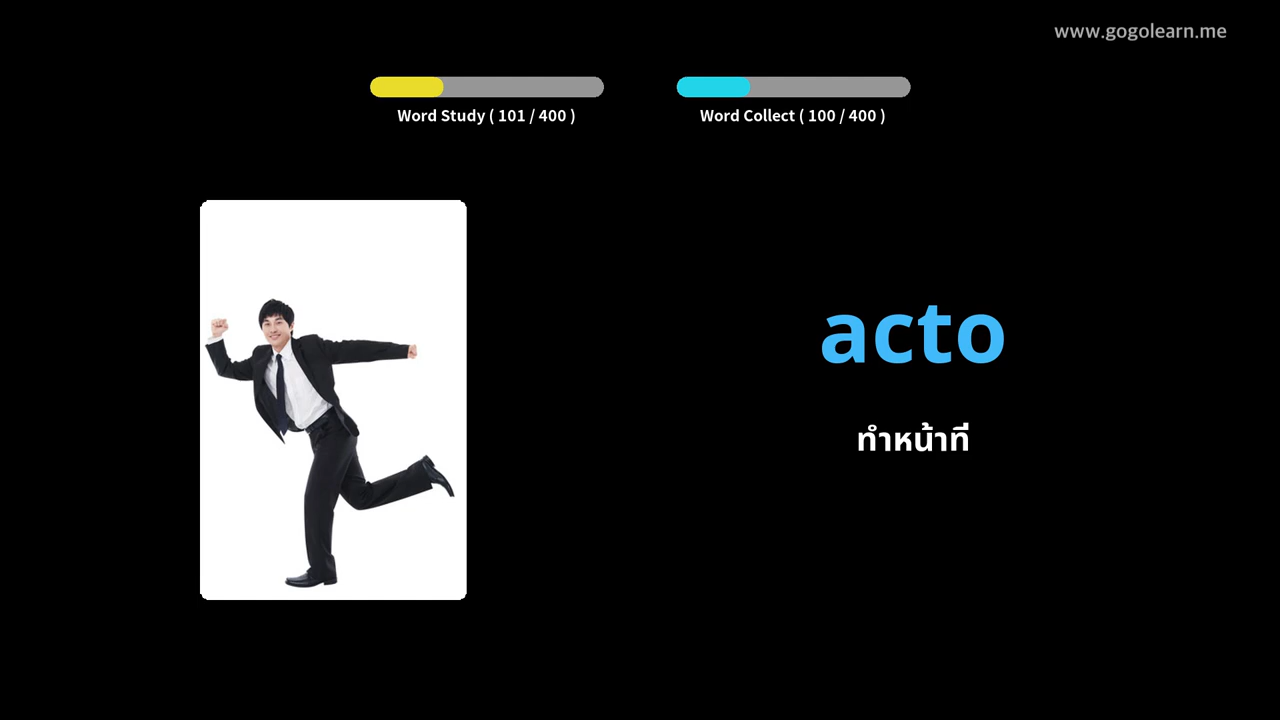 www.gogolearn.me
Word Study ( 101 / 400 )
Word Collect ( 100 / 400 )
acto
ทำหน้าที่